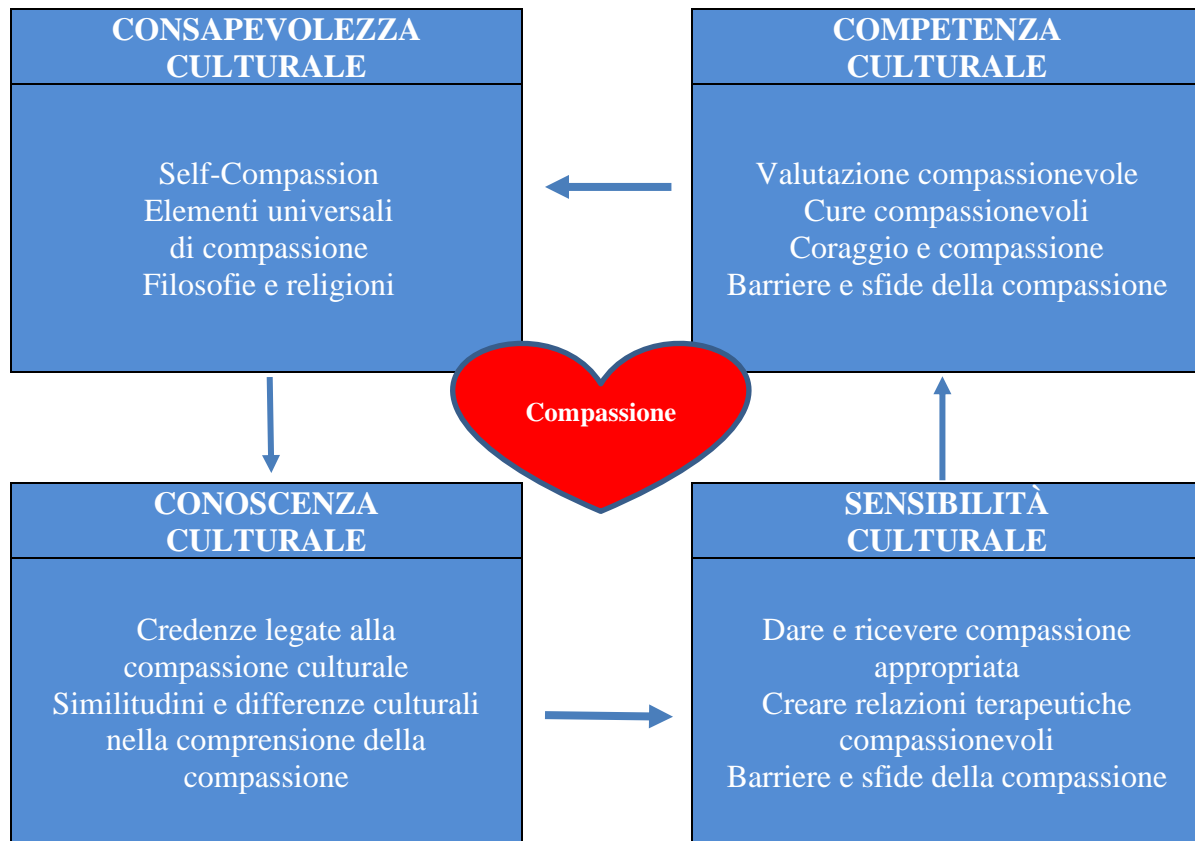 CONSAPEVOLEZZA
CULTURALE
Self-Compassion
Elementi universali
di compassione
Filosofie e religioni
COMPETENZA
CULTURALE
Valutazione compassionevole
Cure compassionevoli
Coraggio e compassione
Barriere e sfide della compassione
Compassione
CONOSCENZA
CULTURALE
Credenze legate alla
compassione culturale
Similitudini e differenze culturali
nella comprensione della
compassione
SENSIBILITÀ
CULTURALE
Dare e ricevere compassione
appropriata
Creare relazioni terapeutiche
compassionevoli
Barriere e sfide della compassione